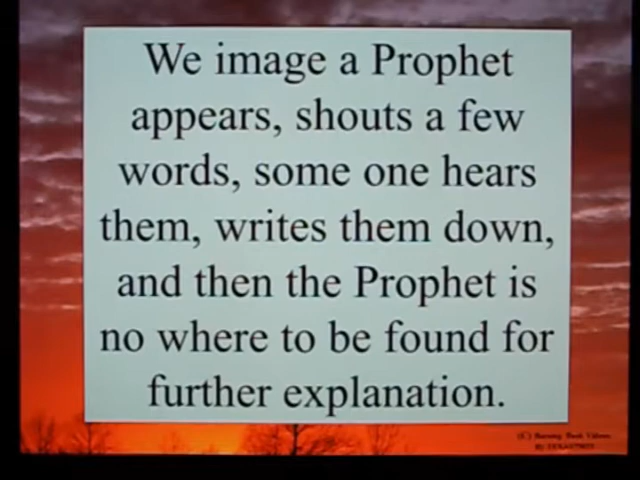 We image a Prophet
appears, shouts a few
words, some one hears
them, writes them down,
and then the Prophet is
no where to be found for
further explanation.